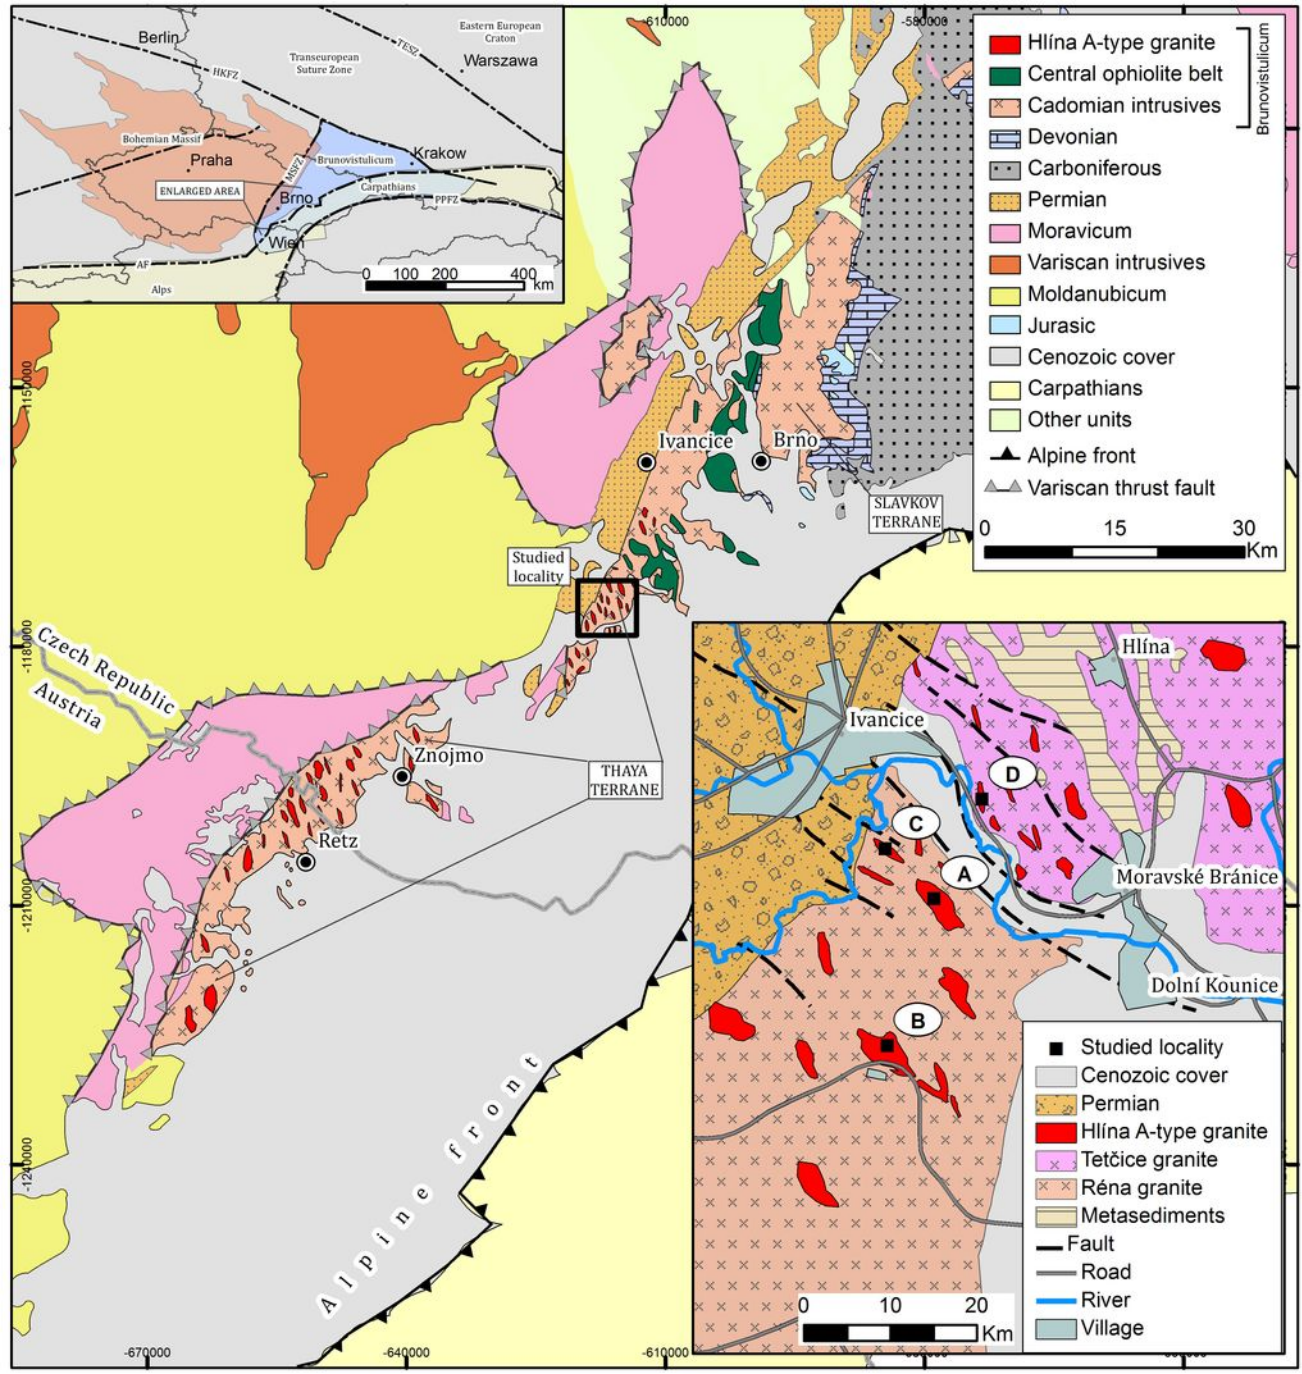 -610000
-580000
Berlin
Eastern European
Craton
TESZ
Transeuropean
Suture Zone
Warszawa
HKFZ
Bohemian Massif
Praha
MSFZ
Brunovistulicum
Krakow
ENLARGED AREA
Carpathians
Brno
PPFZ
Wien
AF
Alps
0 100 200 400
km
Hlína A-type granite
Central ophiolite belt
Cadomian intrusives
Brunovistulicum
Devonian
Carboniferous
Permian
Moravicum
Variscan intrusives
Moldanubicum
Jurasic
Cenozoic cover
Carpathians
Other units
Alpine front
Variscan thrust fault
0 15 30
Km
-1150000
Ivancice
Brno
SLAVKOV
TERRANE
Studied
locality
-1180000
Czech Republic
Austria
Znojmo
THAYA
TERRANE
Retz
-1210000
Alpine front
-1240000
Hlína
Ivancice
D
C
A
Moravské Bránice
Dolní Kounice
B
Studied locality
Cenozoic cover
Permian
Hlína A-type granite
Tetčice granite
Réna granite
Metasediments
Fault
Road
River
Village
0 10 20
Km
-670000
-640000
-610000